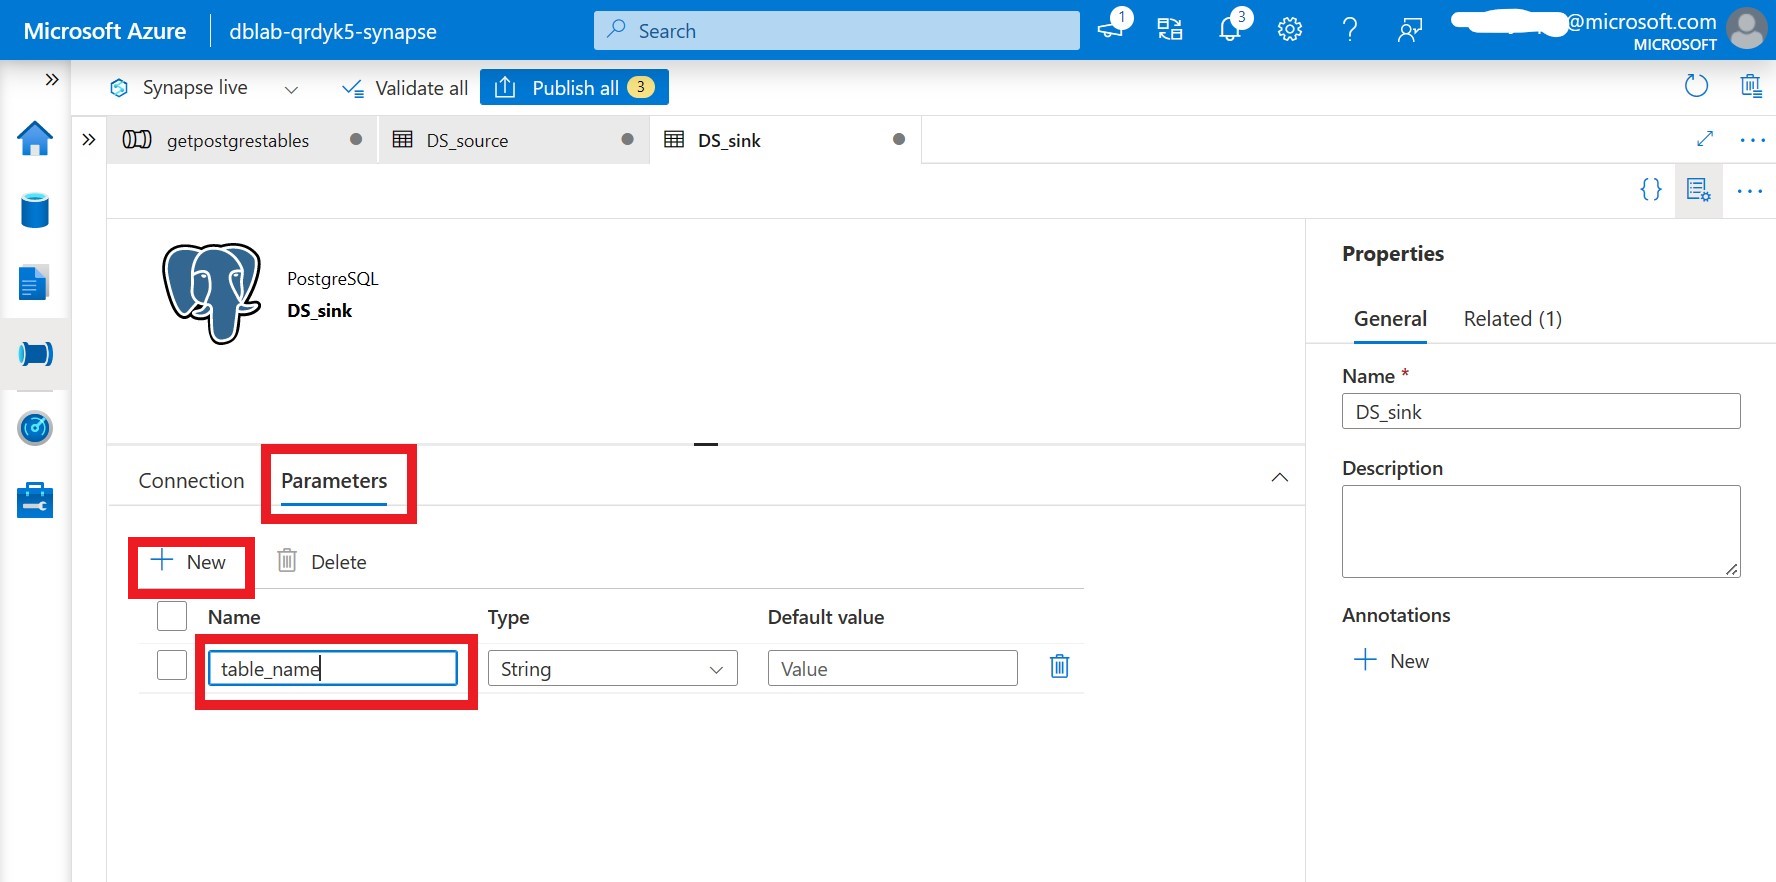 Microsoft Azure
dblab-qrdyk5-synapse
Search
1
3
@microsoft.com
MICROSOFT
Synapse live
Validate all
Publish all 3
getpostgrestables
DS_source
DS_sink
{}
PostgreSQL
DS_sink
Properties
General
Related (1)
Name *
DS_sink
Description
Annotations
New
Connection
Parameters
New
Delete
Name
Type
Default value
table_name
String
Value